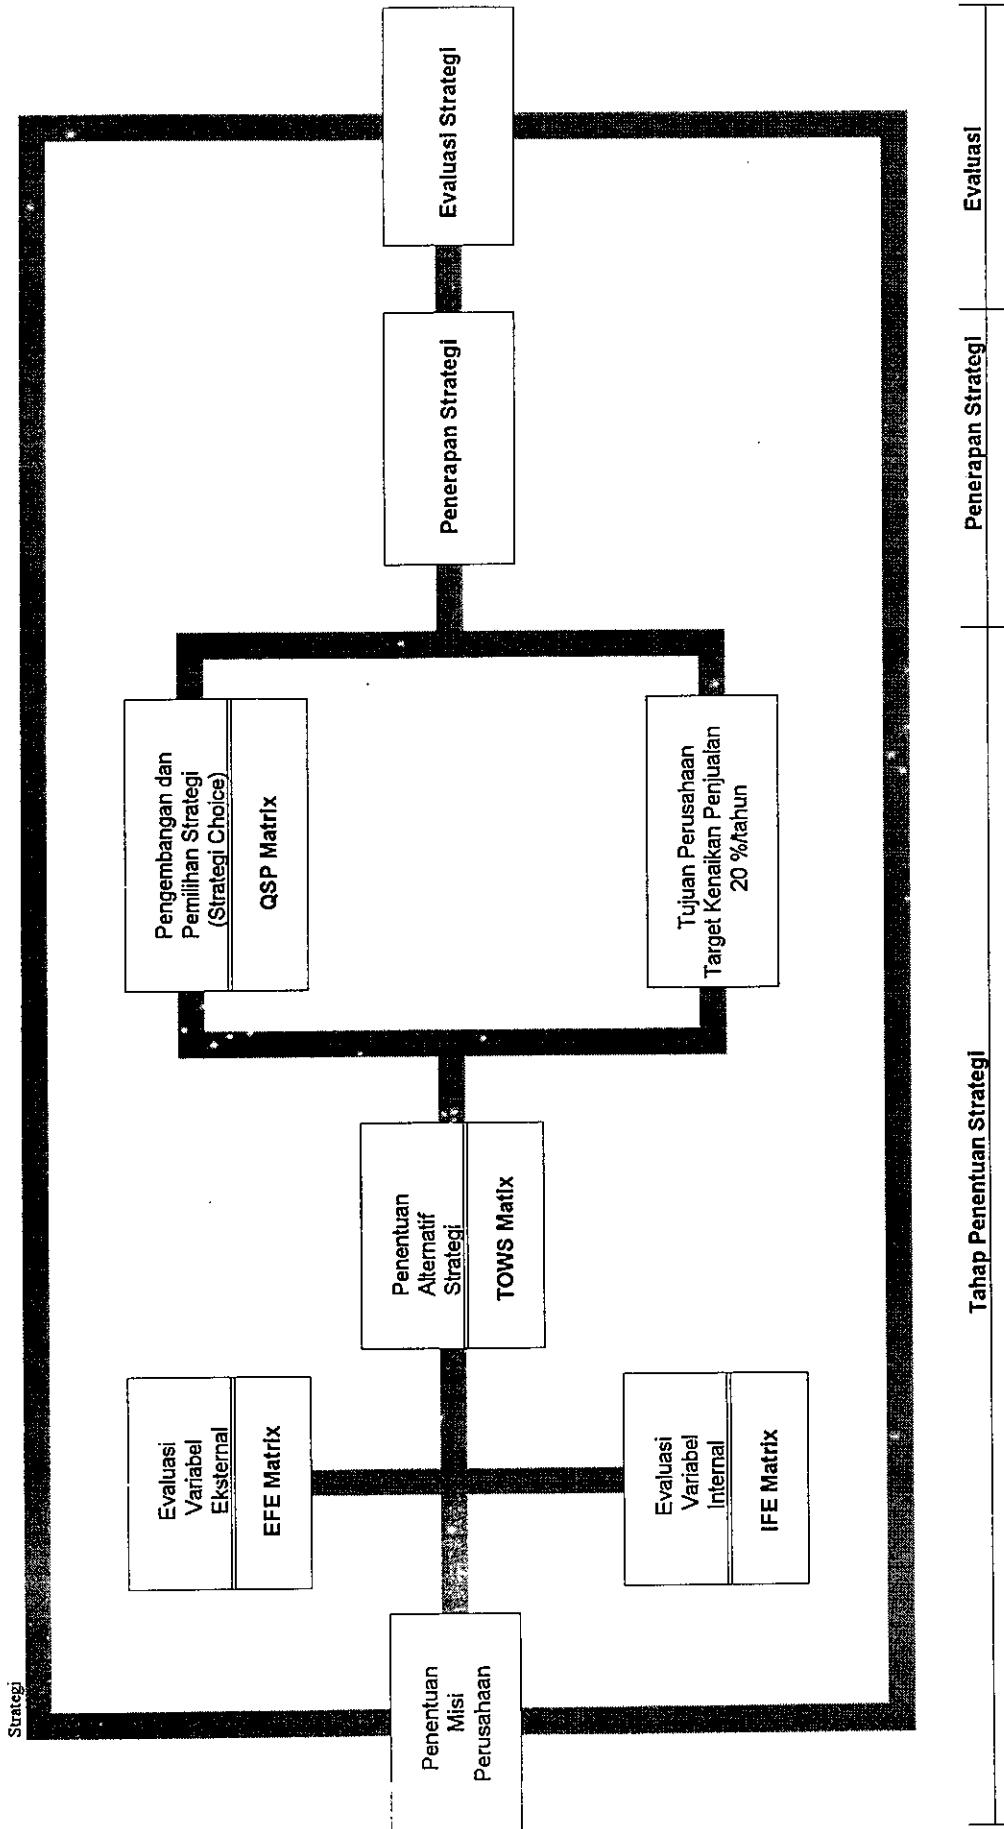 Strategi
Penentuan
Misi
Perusahaan
Evaluasi
Variabel
Eksternal
EFE Matrix
Evaluasi
Variabel
Internal
IFE Matrix
Penentuan
Alternatif
Strategi
TOWS Matix
Pengembangan dan
Pemilihan Strategi
(Strategi Choice)
QSP Matrix
Tujuan Perusahaan
Target Kenaikan Penjualan
20 %/tahun
Penerapan Strategi
Evaluasi Strategi
Tahap Penentuan Strategi
Penerapan Strategi
Evaluasi